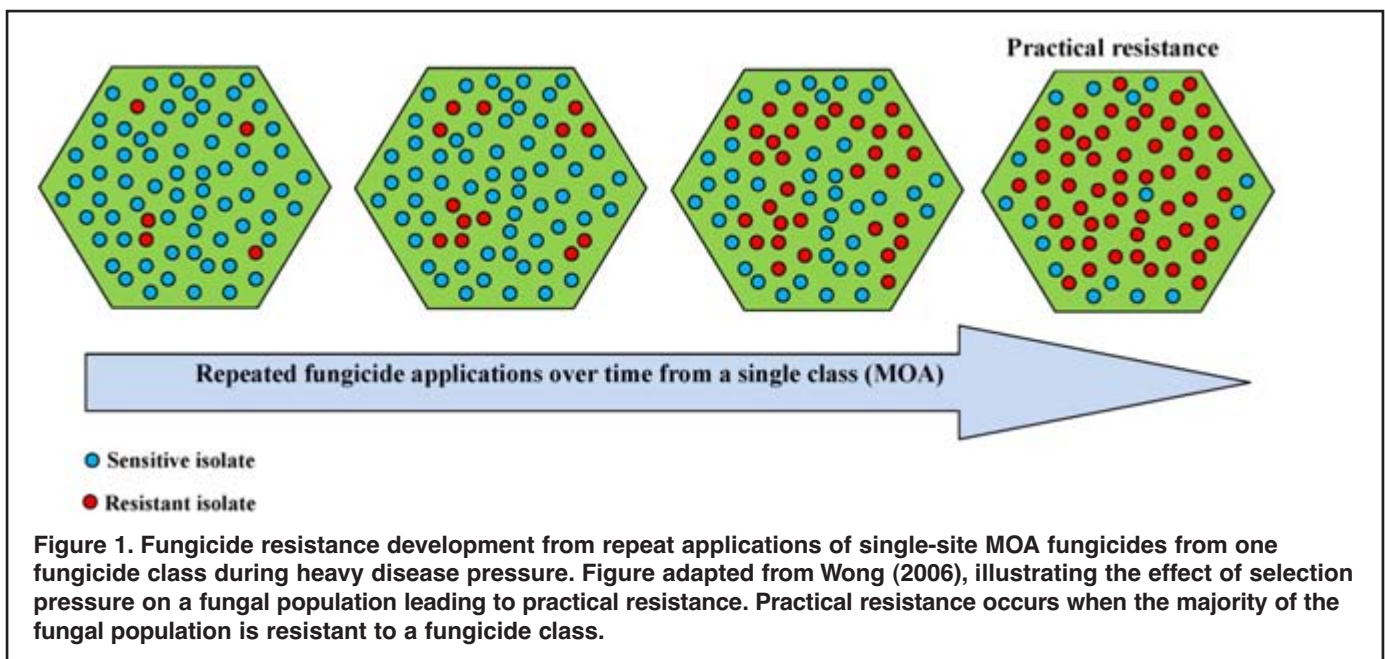 Practical resistance
Repeated fungicide applications over time from a single class (MOA)
Sensitive isolate
Resistant isolate
Figure 1. Fungicide resistance development from repeat applications of single-site MOA fungicides from one
fungicide class during heavy disease pressure. Figure adapted from Wong (2006), illustrating the effect of selection
pressure on a fungal population leading to practical resistance. Practical resistance occurs when the majority of the
fungal population is resistant to a fungicide class.